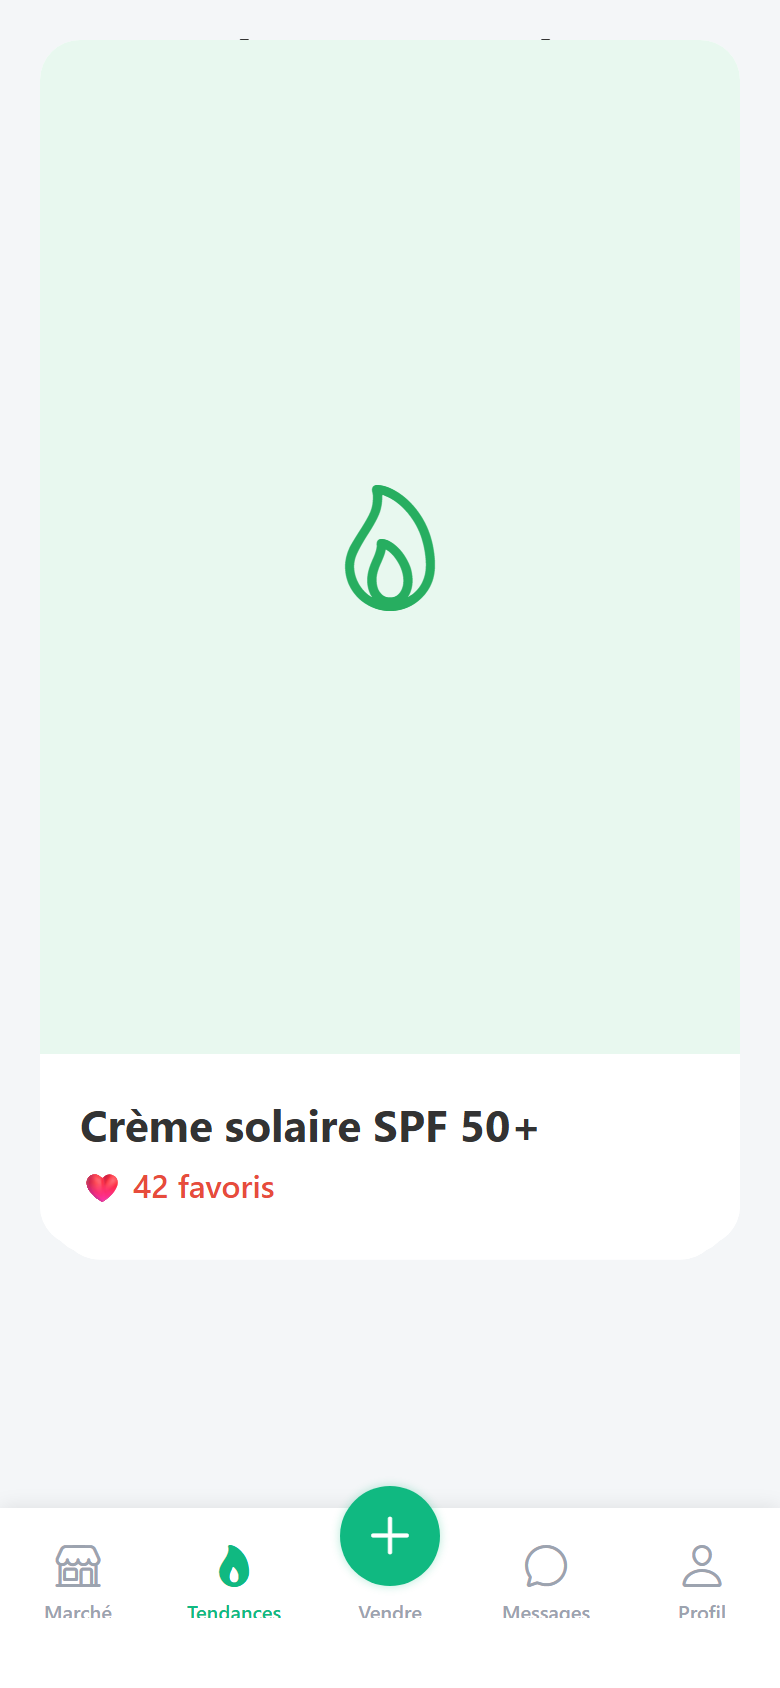 Crème solaire SPF 50+
❤️ 42 favoris
Marché
Tendances
Vendre
Messages
Profil